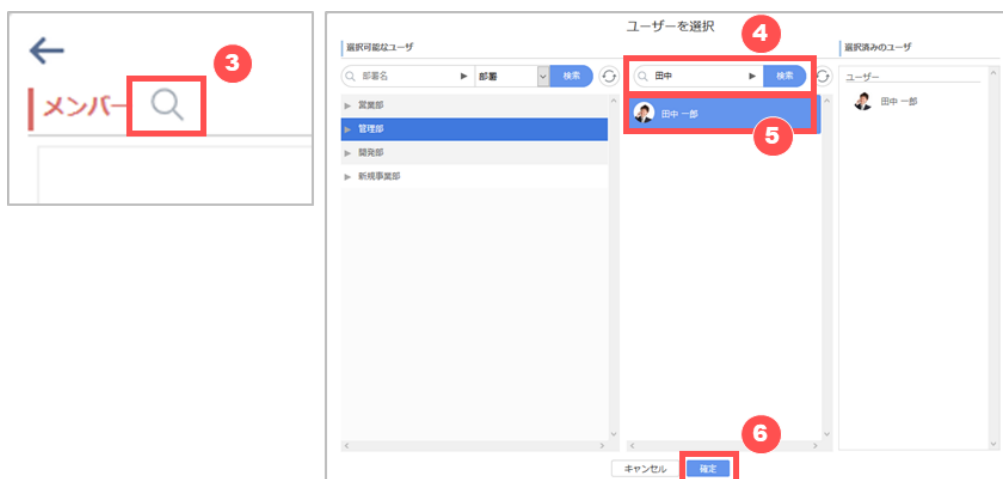 3
メンバー
ユーザーを選択
4
選択可能なユーザ
選択済みのユーザ
部署名 ▶ 部署 検索
田中 ▶ 検索
ユーザー
▶ 営業部
▶ 管理部
▶ 開発部
▶ 新規事業部
田中 一郎
5
田中 一郎
6
キャンセル
確定